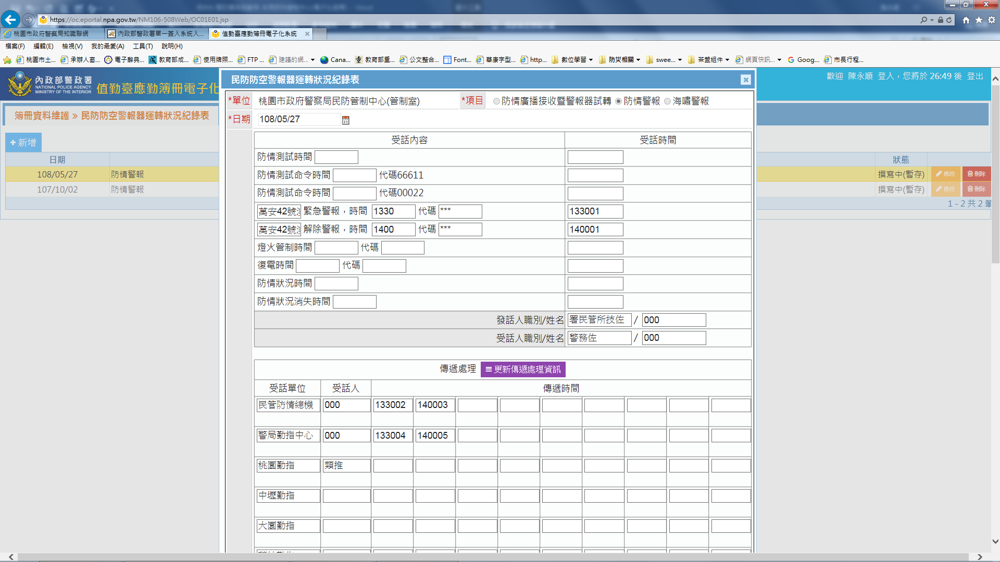 https://oc.eportal.npa.gov.tw/NM106-508Web/OC01E01.jsp
桃園市政府警察局知識聯網 內政部警政署單一簽入系統入... 值勤臺應勤簿冊電子化系統
檔案(F) 編輯(E) 檢視(V) 我的最愛(A) 工具(T) 說明(H)
桃園市土... 承辦人窗... 電子辭典... 教育部成... 使用牌照... FTP ... 建議的網... Cana... 教育部重... 公文整合... Font... 華康字型... http... 數位學習 防災相關 swee... 茶盤組件 網頁快訊... Goog... 市長行程...
內政部警政署
NATIONAL POLICE AGENCY,
MINISTRY OF THE INTERIOR
值勤臺應勤簿冊電子化
歡迎 陳永順 登入，您將於 26:49 後 登出
簿冊資料維護 » 民防防空警報器運轉狀況紀錄表
+ 新增
日期 狀態
108/05/27 防情警報 撰寫中(暫存) 修改 刪除
107/10/02 防情警報 撰寫中(暫存) 修改 刪除
1 - 2 共 2 筆
民防防空警報器運轉狀況紀錄表
*單位 桃園市政府警察局民防管制中心(管制室) *項目 防情廣播接收暨警報器試轉 防情警報 海嘯警報
*日期 108/05/27
受話內容 受話時間
防情測試時間
防情測試命令時間 代碼66611
防情測試命令時間 代碼00022
萬安42號 緊急警報，時間 1330 代碼 *** 133001
萬安42號 解除警報，時間 1400 代碼 *** 140001
燈火管制時間 代碼
復電時間 代碼
防情狀況時間
防情狀況消失時間
發話人職別/姓名 署民管所技佐 / 000
受話人職別/姓名 警務佐 / 000
傳遞處理 ≡ 更新傳遞處理資訊
受話單位 受話人 傳遞時間
民管防情總機 000 133002 140003
警局勤指中心 000 133004 140005
桃園勤指 類推
中壢勤指
大園勤指